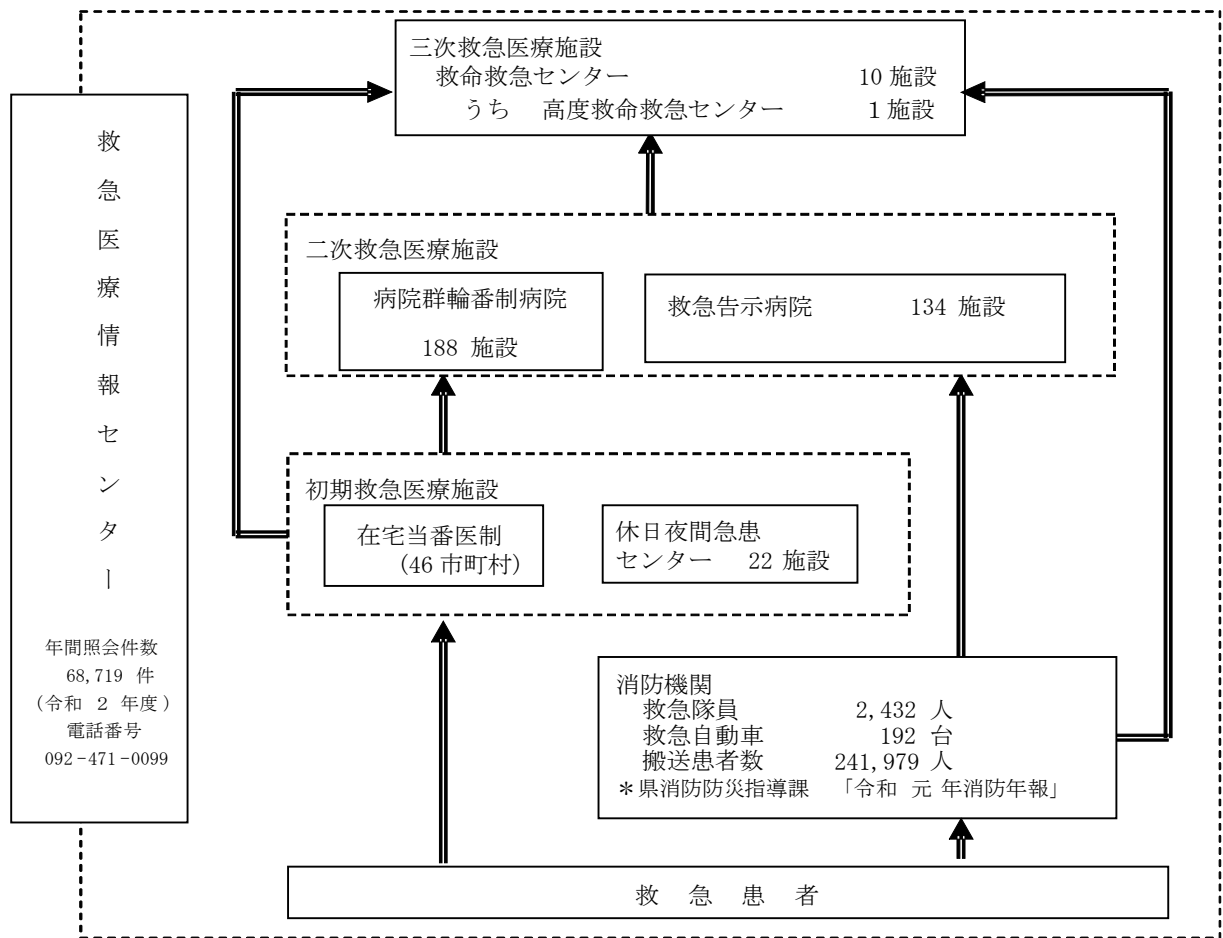 三次救急医療施設
救命救急センター 10 施設
うち 高度救命救急センター 1 施設
救急医療情報センター
年間照会件数
68,719 件
(令和 2 年度)
電話番号
092-471-0099
二次救急医療施設
病院群輪番制病院
188 施設
救急告示病院 134 施設
初期救急医療施設
在宅当番医制
(46 市町村)
休日夜間急患
センター 22 施設
消防機関
救急隊員 2,432 人
救急自動車 192 台
搬送患者数 241,979 人
*県消防防災指導課 「令和 元 年消防年報」
救 急 患 者